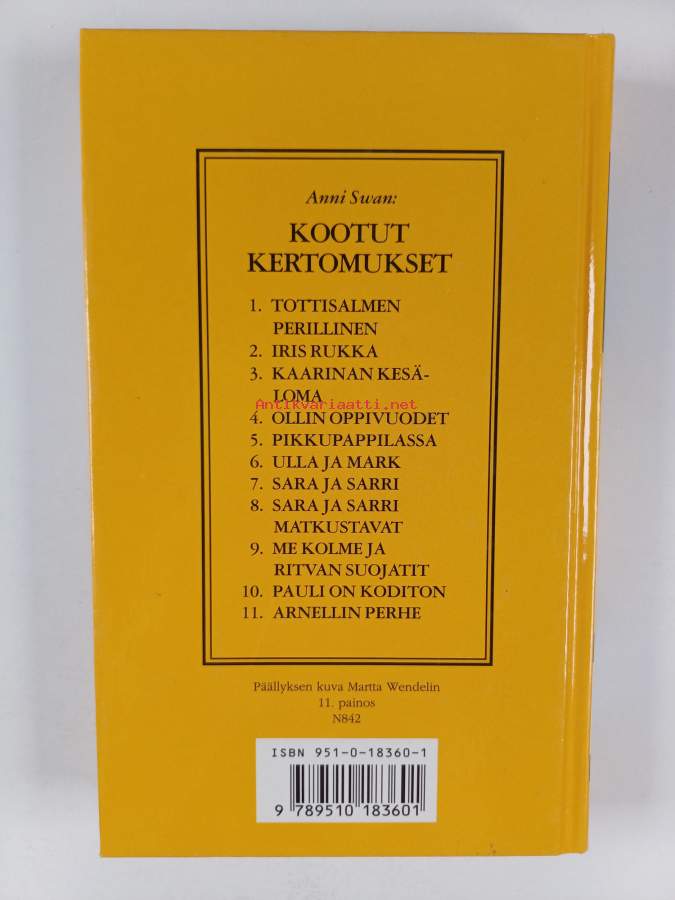 Anni Swan:
KOOTUT
KERTOMUKSET
1. TOTTISALMEN
PERILLINEN
2. IRIS RUKKA
3. KAARINAN KESÄ-
LOMA
Antikvariaatti.net
4. OLLIN OPPIVUODET
5. PIKKUPAPPILASSA
6. ULLA JA MARK
7. SARA JA SARRI
8. SARA JA SARRI
MATKUSTAVAT
9. ME KOLME JA
RITVAN SUOJATIT
10. PAULI ON KODITON
11. ARNELLIN PERHE
Päällyksen kuva Martta Wendelin
11. painos
N842
ISBN 951-0-18360-1
9 789510 183601